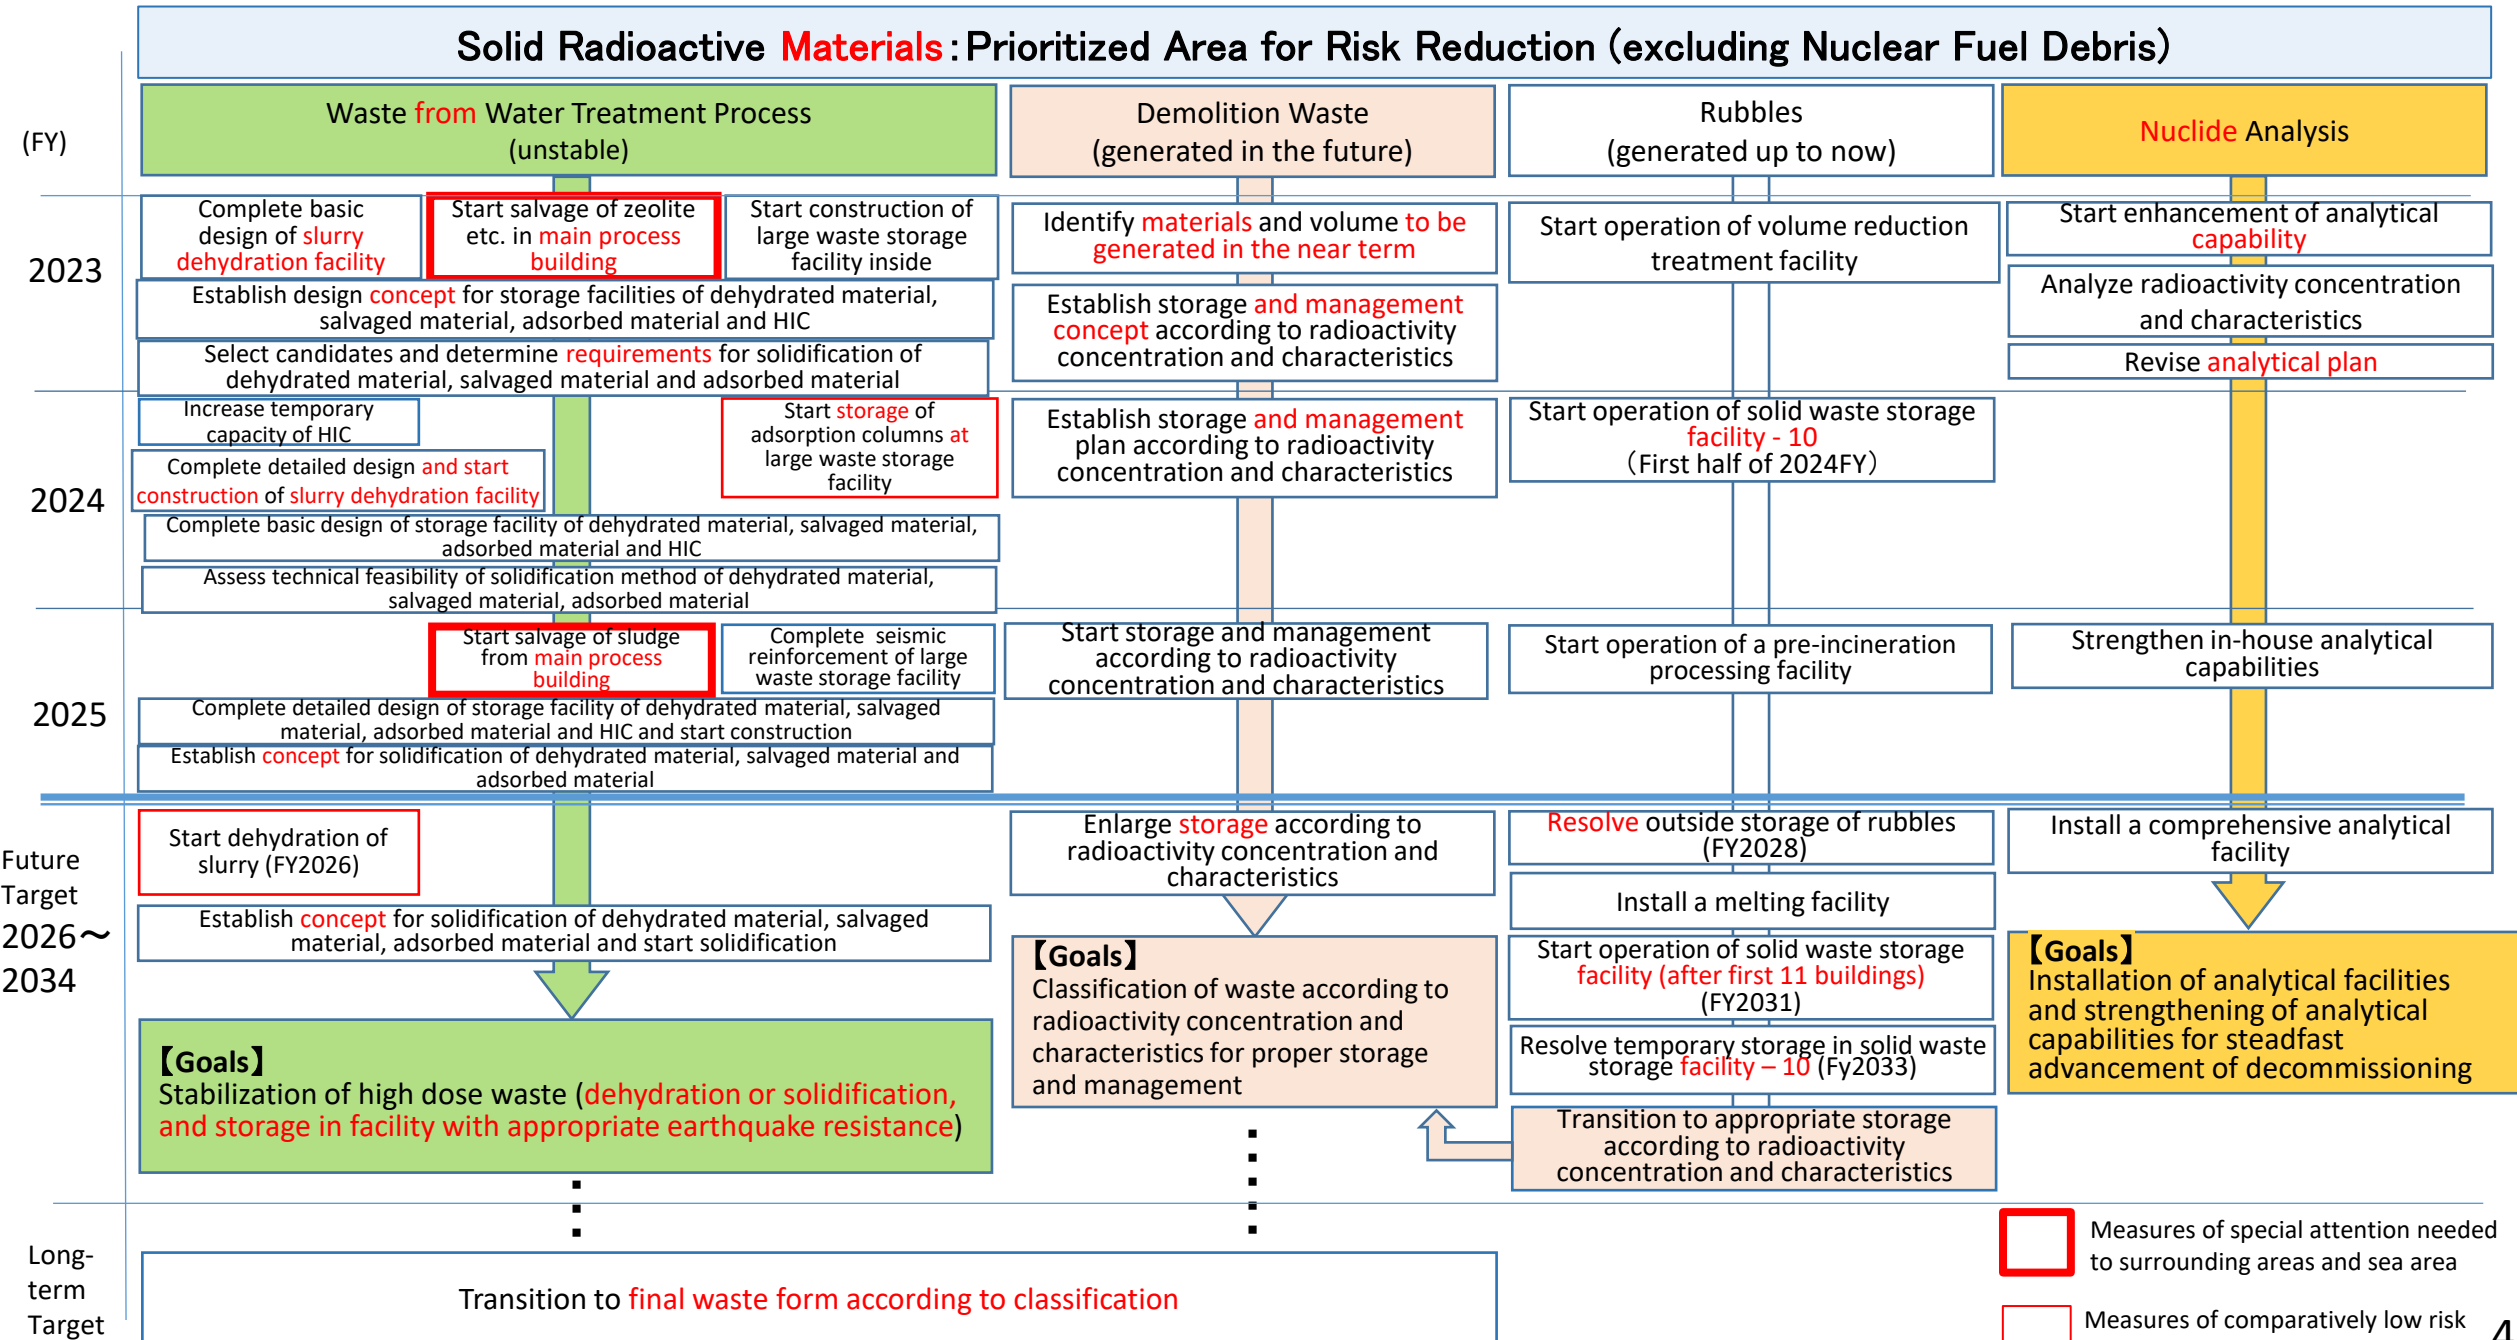 Solid Radioactive Materials：Prioritized Area for Risk Reduction (excluding Nuclear Fuel Debris)
(FY)
Waste from Water Treatment Process
(unstable)
Demolition Waste
(generated in the future)
Rubbles
(generated up to now)
Nuclide Analysis
2023
Complete basic
design of slurry
dehydration facility
Start salvage of zeolite
etc. in main process
building
Start construction of
large waste storage
facility inside
Establish design concept for storage facilities of dehydrated material,
salvaged material, adsorbed material and HIC
Select candidates and determine requirements for solidification of
dehydrated material, salvaged material and adsorbed material
Identify materials and volume to be
generated in the near term
Establish storage and management
concept according to radioactivity
concentration and characteristics
Start operation of volume reduction
treatment facility
Start enhancement of analytical
capability
Analyze radioactivity concentration
and characteristics
Revise analytical plan
2024
Increase temporary
capacity of HIC
Complete detailed design and start
construction of slurry dehydration facility
Start storage of
adsorption columns at
large waste storage
facility
Complete basic design of storage facility of dehydrated material, salvaged material,
adsorbed material and HIC
Assess technical feasibility of solidification method of dehydrated material,
salvaged material, adsorbed material
Establish storage and management
plan according to radioactivity
concentration and characteristics
Start operation of solid waste storage
facility - 10
（First half of 2024FY）
2025
Start salvage of sludge
from main process
building
Complete seismic
reinforcement of large
waste storage facility
Complete detailed design of storage facility of dehydrated material, salvaged
material, adsorbed material and HIC and start construction
Establish concept for solidification of dehydrated material, salvaged material and
adsorbed material
Start storage and management
according to radioactivity
concentration and characteristics
Start operation of a pre-incineration
processing facility
Strengthen in-house analytical
capabilities
Future
Target
2026～
2034
Start dehydration of
slurry (FY2026)
Establish concept for solidification of dehydrated material, salvaged
material, adsorbed material and start solidification
【Goals】
Stabilization of high dose waste (dehydration or solidification,
and storage in facility with appropriate earthquake resistance)
Enlarge storage according to
radioactivity concentration and
characteristics
【Goals】
Classification of waste according to
radioactivity concentration and
characteristics for proper storage
and management
Resolve outside storage of rubbles
(FY2028)
Install a melting facility
Start operation of solid waste storage
facility (after first 11 buildings)
(FY2031)
Resolve temporary storage in solid waste
storage facility – 10 (Fy2033)
Transition to appropriate storage
according to radioactivity
concentration and characteristics
Install a comprehensive analytical
facility
【Goals】
Installation of analytical facilities
and strengthening of analytical
capabilities for steadfast
advancement of decommissioning
Long-
term
Target
Transition to final waste form according to classification
Measures of special attention needed
to surrounding areas and sea area
Measures of comparatively low risk
4